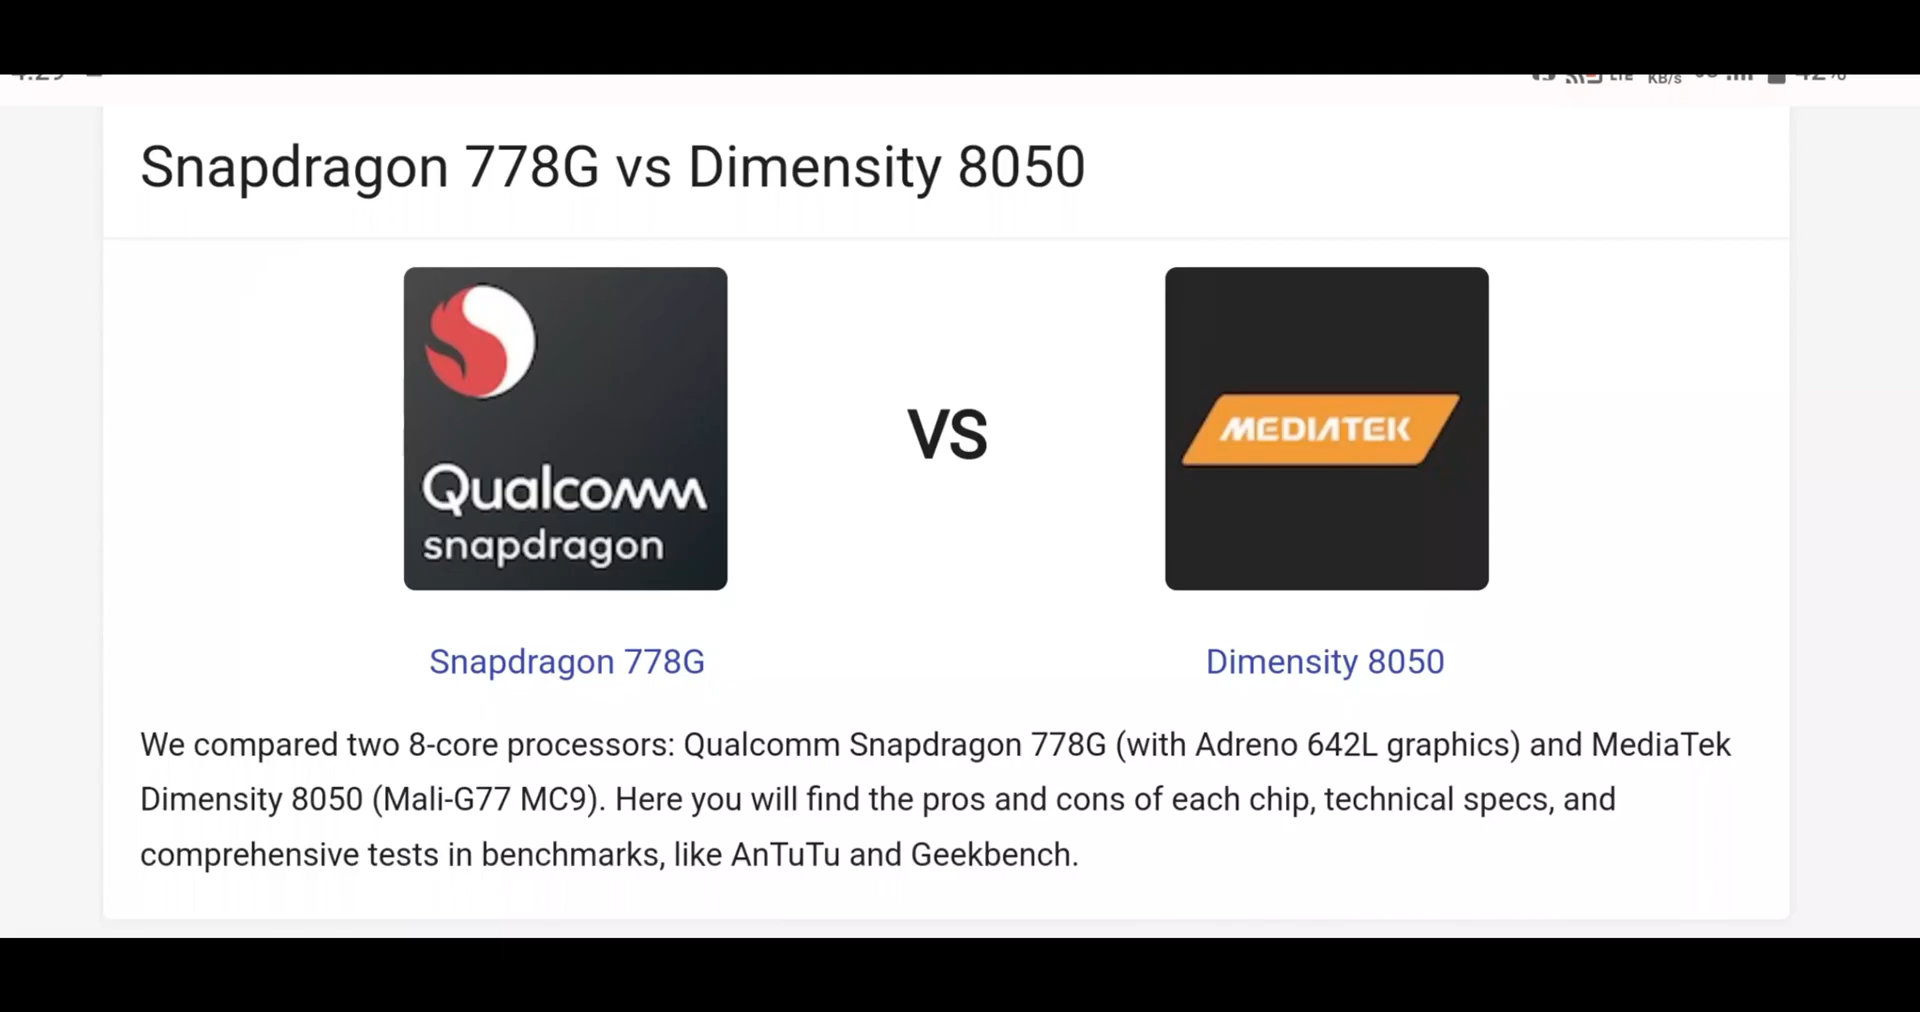 Snapdragon 778G vs Dimensity 8050
Qualcomm
snapdragon
VS
MEDIATEK
Snapdragon 778G
Dimensity 8050
We compared two 8-core processors: Qualcomm Snapdragon 778G (with Adreno 642L graphics) and MediaTek
Dimensity 8050 (Mali-G77 MC9). Here you will find the pros and cons of each chip, technical specs, and
comprehensive tests in benchmarks, like AnTuTu and Geekbench.